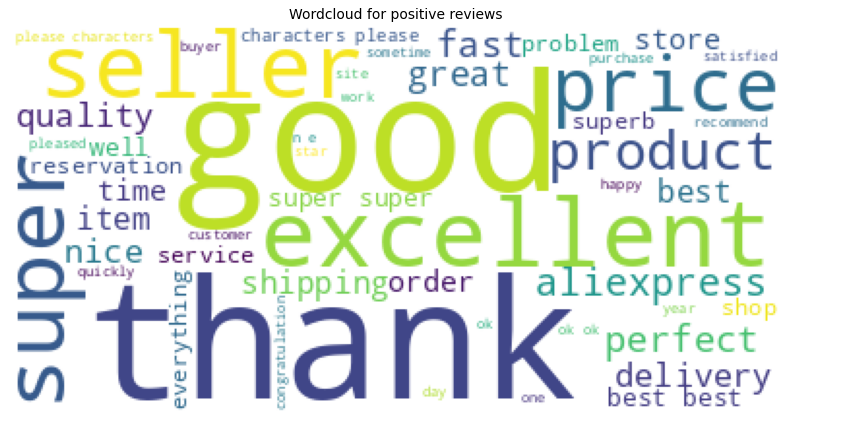 Wordcloud for positive reviews
please characters
buyer
characters please
sometime
fast
problem
store
purchase
satisfied
seller
site
great
work
price
quality
good
n e
star
superb
recommend
pleased
well
product
reservation
time
super
super super
happy
best
item
excellent
nice
customer
service
quickly
shipping
order
aliexpress
everything
congratulation
thank
ok
ok ok
year
shop
perfect
delivery
day
one
best best